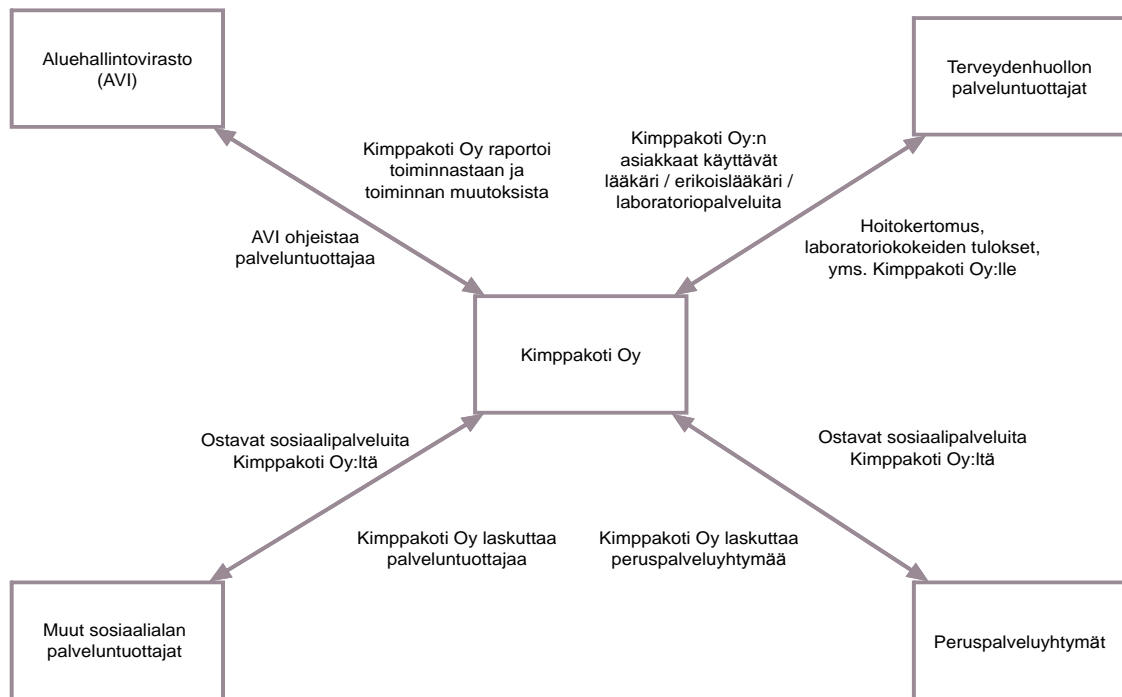 Aluehallintovirasto
(AVI)
Terveydenhuollon
palveluntuottajat
Kimppakoti Oy raportoi
toiminnastaan ja
toiminnan muutoksista
Kimppakoti Oy:n
asiakkaat käyttävät
lääkäri / erikoislääkäri /
laboratoriopalveluita
AVI ohjeistaa
palveluntuottajaa
Hoitokertomus,
laboratoriokokeiden tulokset,
yms. Kimppakoti Oy:lle
Kimppakoti Oy
Ostavat sosiaalipalveluita
Kimppakoti Oy:ltä
Ostavat sosiaalipalveluita
Kimppakoti Oy:ltä
Kimppakoti Oy laskuttaa
palveluntuottajaa
Kimppakoti Oy laskuttaa
peruspalveluyhtymää
Muut sosiaalialan
palveluntuottajat
Peruspalveluyhtymät